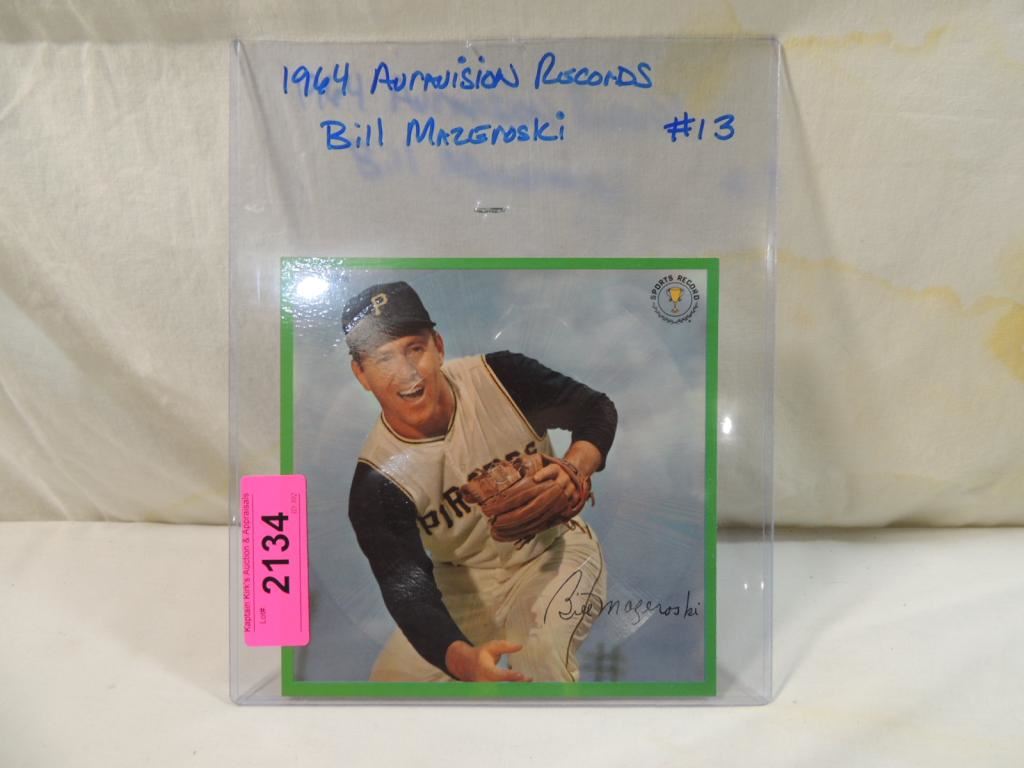 1964 Auravision Records
Bill Mazeroski #13
SPORTS RECORD
P
PIRATES
Bill Mazeroski
Kaptain Kirk's Auction & Appraisals
Lot#: 2134